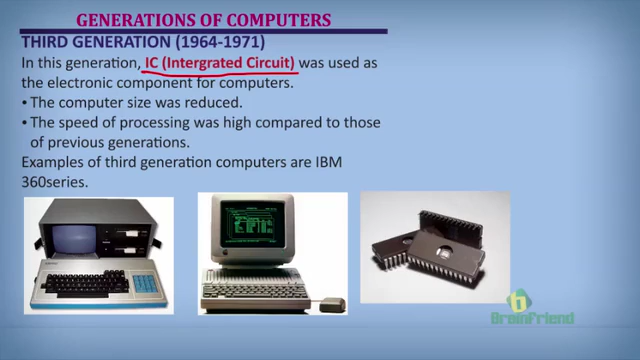 GENERATIONS OF COMPUTERS
THIRD GENERATION (1964-1971)
In this generation, IC (Intergrated Circuit) was used as
the electronic component for computers.
• The computer size was reduced.
• The speed of processing was high compared to those
of previous generations.
Examples of third generation computers are IBM
360series.
BrainFriend